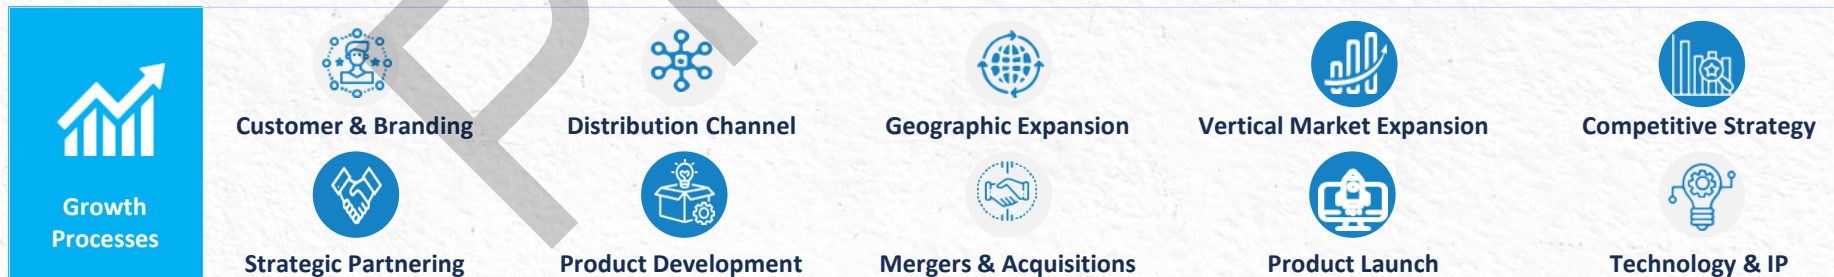 Growth
Processes
Customer & Branding
Distribution Channel
Geographic Expansion
Vertical Market Expansion
Competitive Strategy
Strategic Partnering
Product Development
Mergers & Acquisitions
Product Launch
Technology & IP